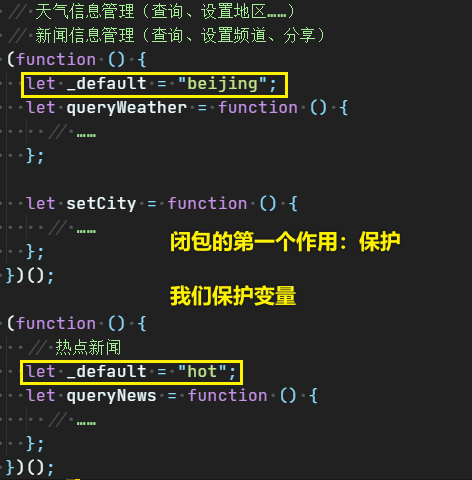 // 天气信息管理（查询、设置地区……）
// 新闻信息管理（查询、设置频道、分享）
(function () {
let _default = "beijing";
let queryWeather = function () {
// ……
};
let setCity = function () {
// ……
};
闭包的第一个作用：保护
})();
我们保护变量
(function () {
// 热点新闻
let _default = "hot";
let queryNews = function () {
// ……
};
})();